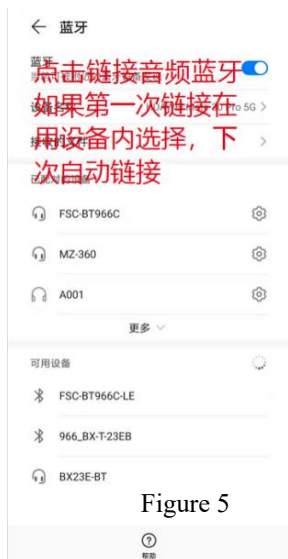 蓝牙
点击链接音频蓝牙
如果第一次链接在
用设备内选择，下
次自动链接
Pro 5G
FSC-BT966C
MZ-360
A001
更多
可用设备
FSC-BT966C-LE
966_BX-T-23EB
BX23E-BT
Figure 5
帮助